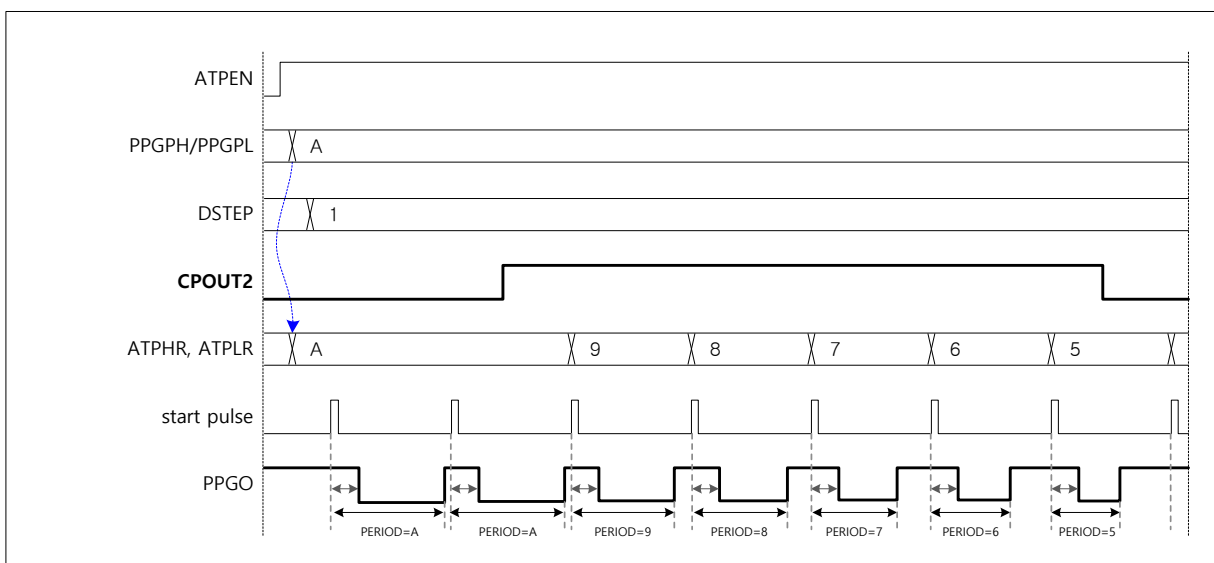 ATPEN
PPGPH/PPGPL A
DSTEP 1
CPOUT2
ATPHR, ATPLR A 9 8 7 6 5
start pulse
PPGO
PERIOD=A PERIOD=A PERIOD=9 PERIOD=8 PERIOD=7 PERIOD=6 PERIOD=5